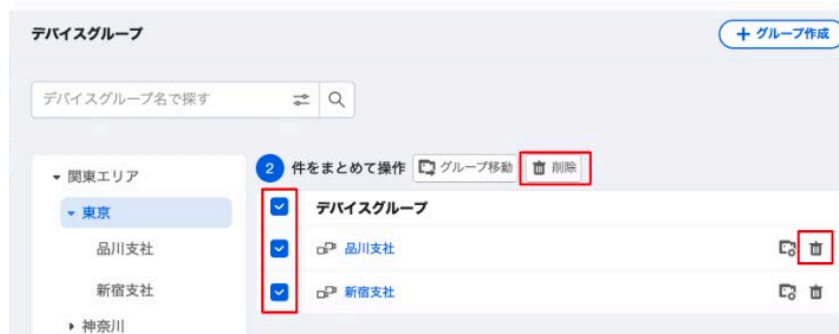 デバイスグループ
＋ グループ作成
デバイスグループ名で探す
2 件をまとめて操作 グループ移動 削除
関東エリア
東京
品川支社
新宿支社
神奈川
デバイスグループ
品川支社
新宿支社